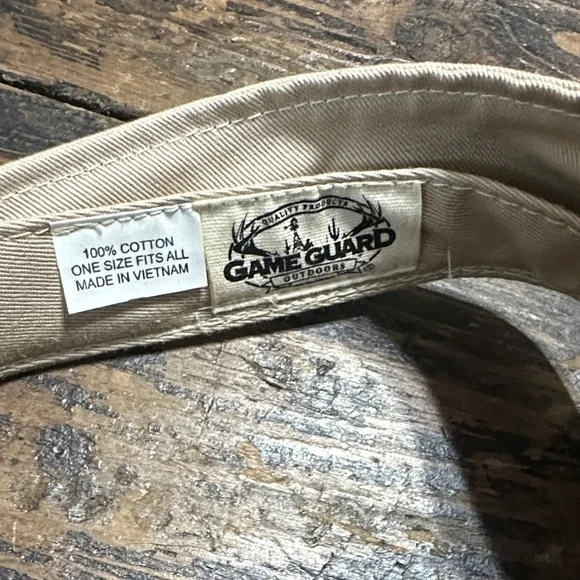 100% COTTON
ONE SIZE FITS ALL
MADE IN VIETNAM
QUALITY PRODUCTS
GAME GUARD
OUTDOORS